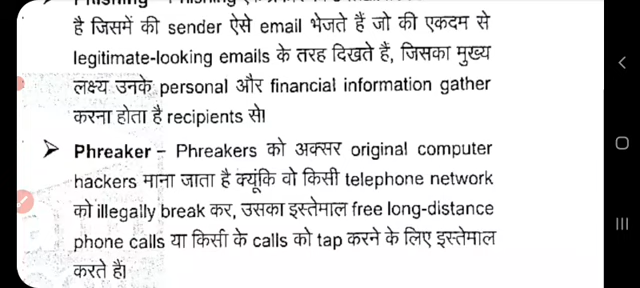 है जिसमें की sender ऐसे email भेजते हैं जो की एकदम से
legitimate-looking emails के तरह दिखते हैं, जिसका मुख्य
लक्ष्य उनके personal और financial information gather
करना होता है recipients से।
➤ Phreaker – Phreakers को अक्सर original computer
hackers माना जाता है क्यूंकि वो किसी telephone network
को illegally break कर, उसका इस्तेमाल free long-distance
phone calls या किसी के calls को tap करने के लिए इस्तेमाल
करते हैं।